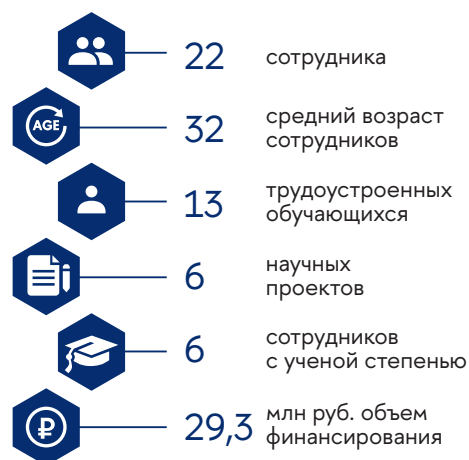 22 сотрудника
AGE
32 средний возраст
сотрудников
13 трудоустроенных
обучающихся
6 научных
проектов
6 сотрудников
с ученой степенью
₽
29,3 млн руб. объем
финансирования